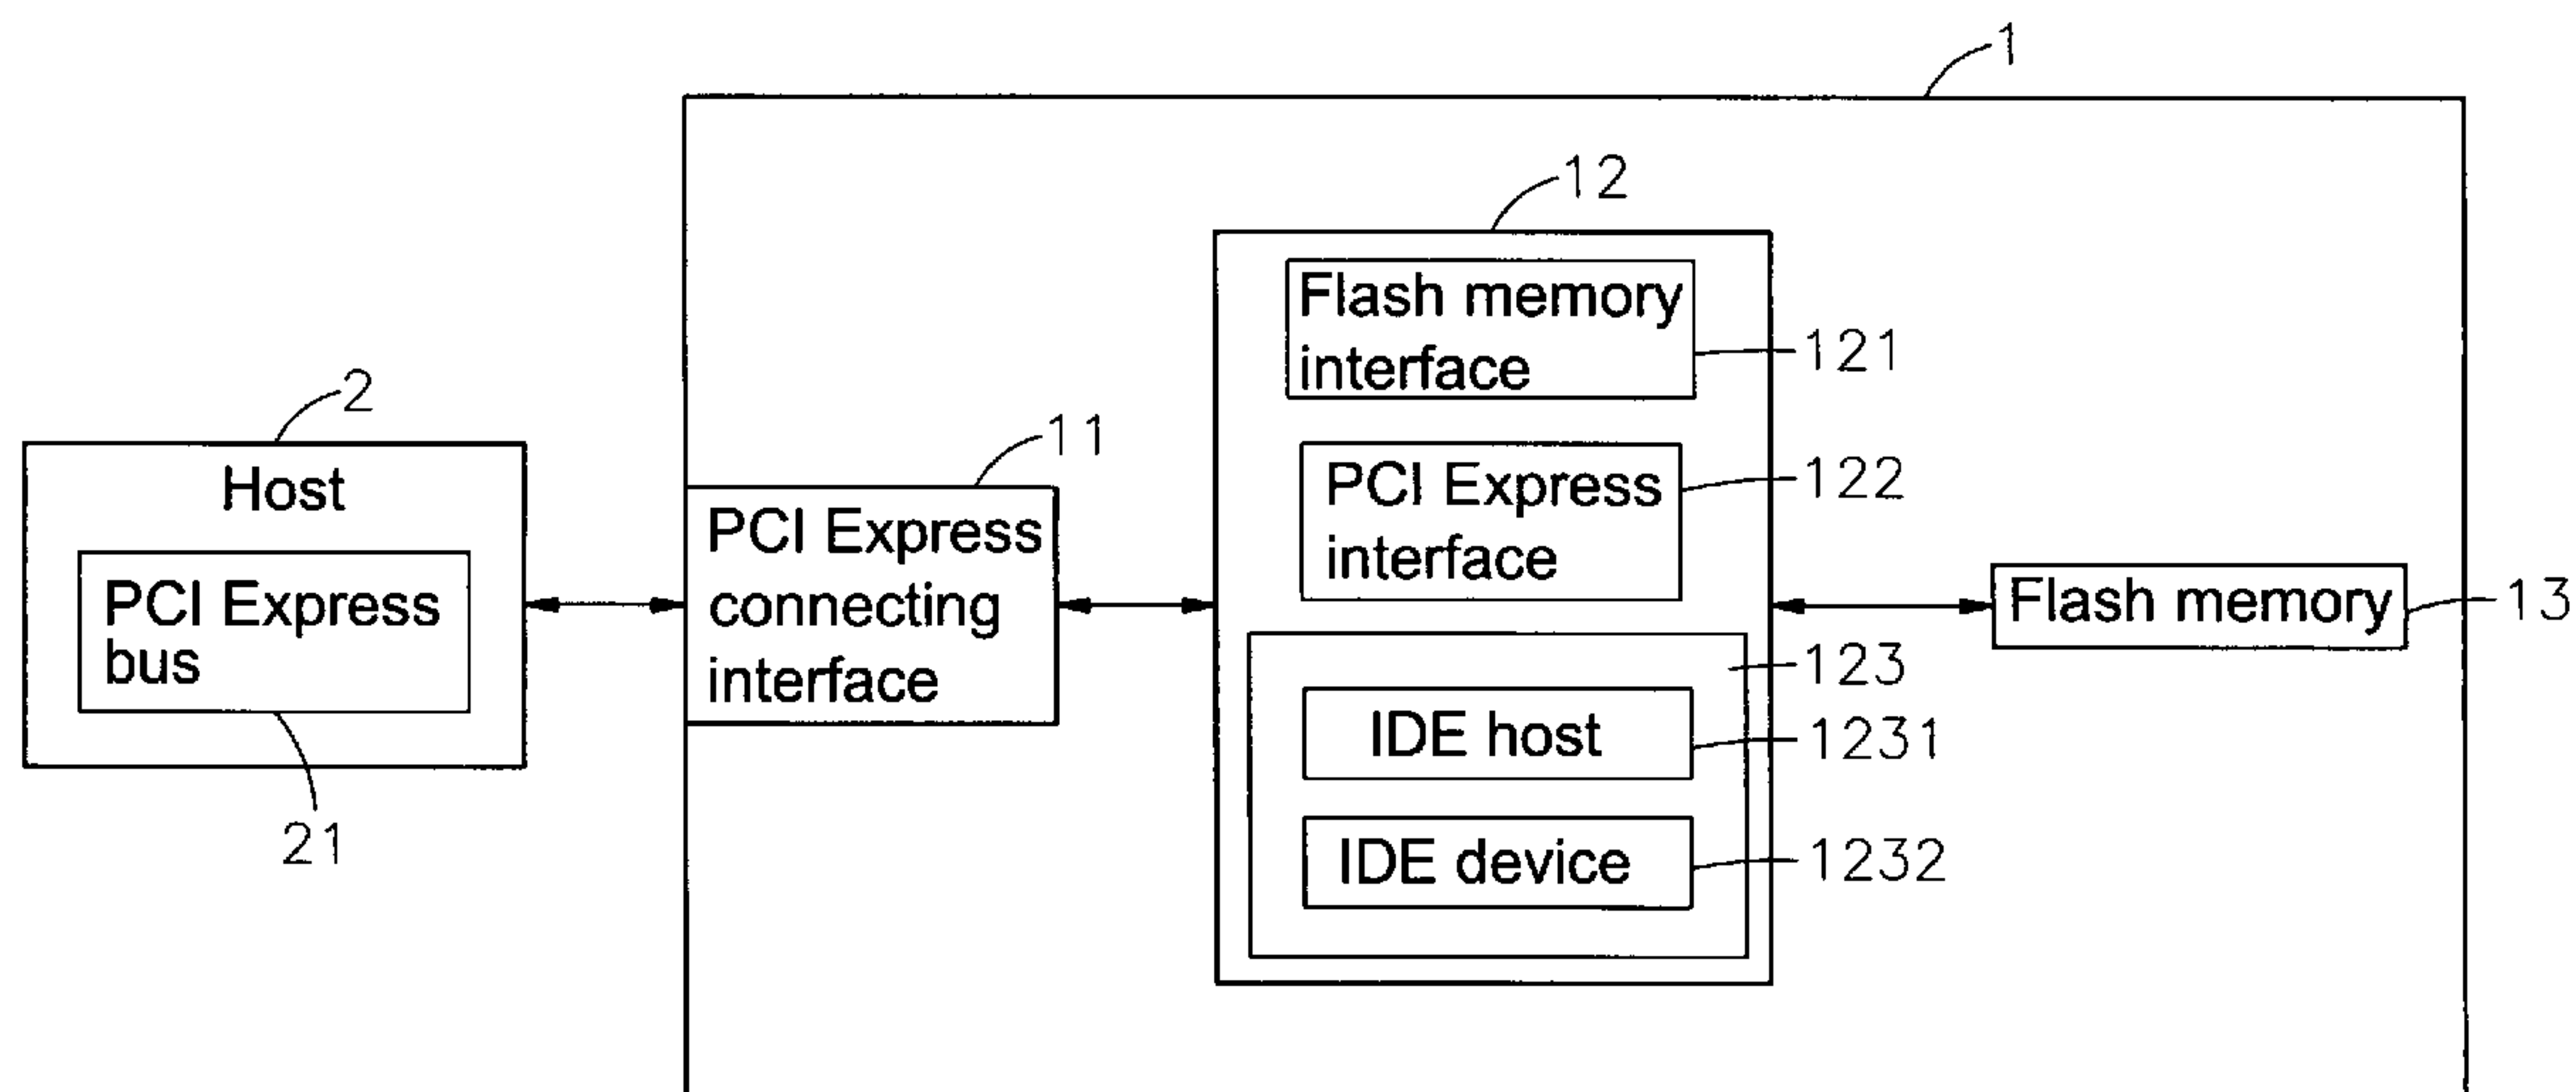 1
12
Flash memory
interface
121
2
11
Host
PCI Express
bus
21
PCI Express
connecting
interface
PCI Express
interface
122
123
IDE host
1231
IDE device
1232
Flash memory
13